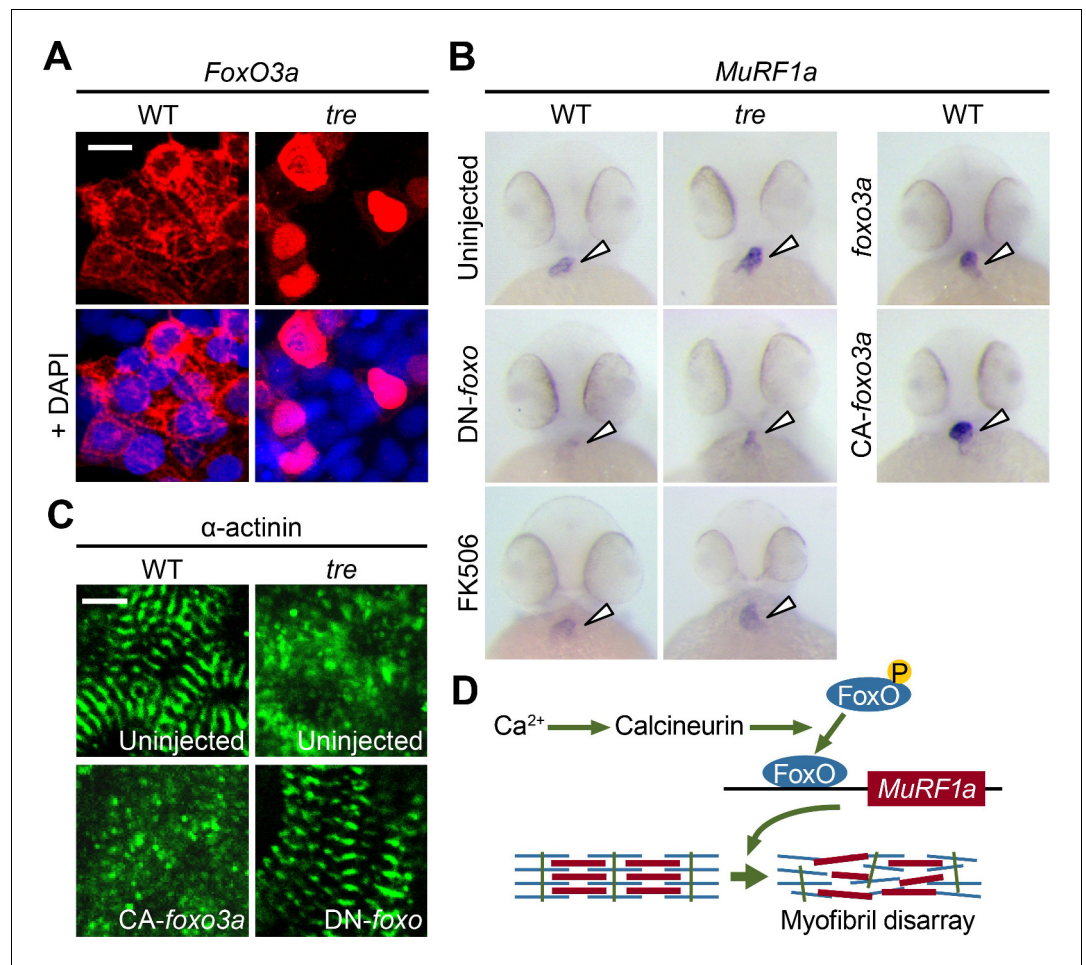 A
FoxO3a
WT tre
+ DAPI
B
MuRF1a
WT tre WT
Uninjected
foxo3a
DN-foxo
CA-foxo3a
FK506
C
α-actinin
WT tre
Uninjected Uninjected
CA-foxo3a DN-foxo
D
P
FoxO
Ca²⁺ Calcineurin
FoxO
MuRF1a
Myofibril disarray